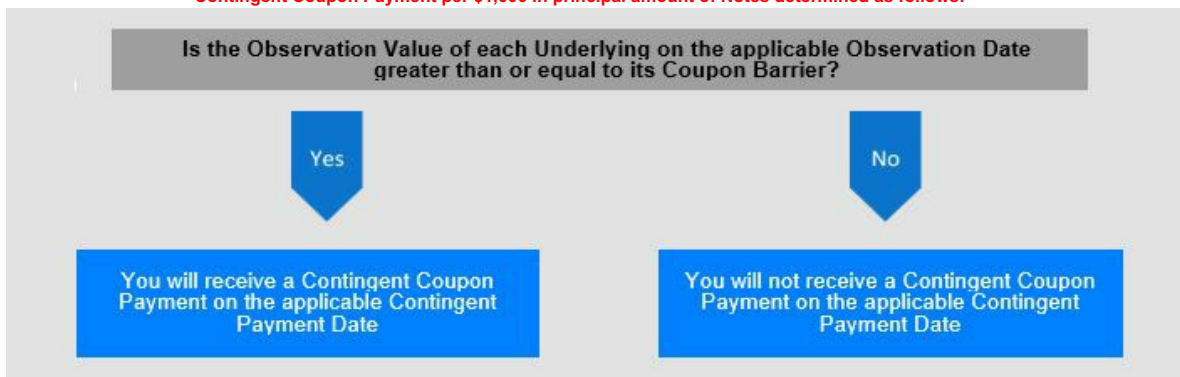 Contingent Coupon Payment per $1,000 in principal amount of Notes determined as follows:
Is the Observation Value of each Underlying on the applicable Observation Date
greater than or equal to its Coupon Barrier?
Yes
No
You will receive a Contingent Coupon
Payment on the applicable Contingent
Payment Date
You will not receive a Contingent Coupon
Payment on the applicable Contingent
Payment Date